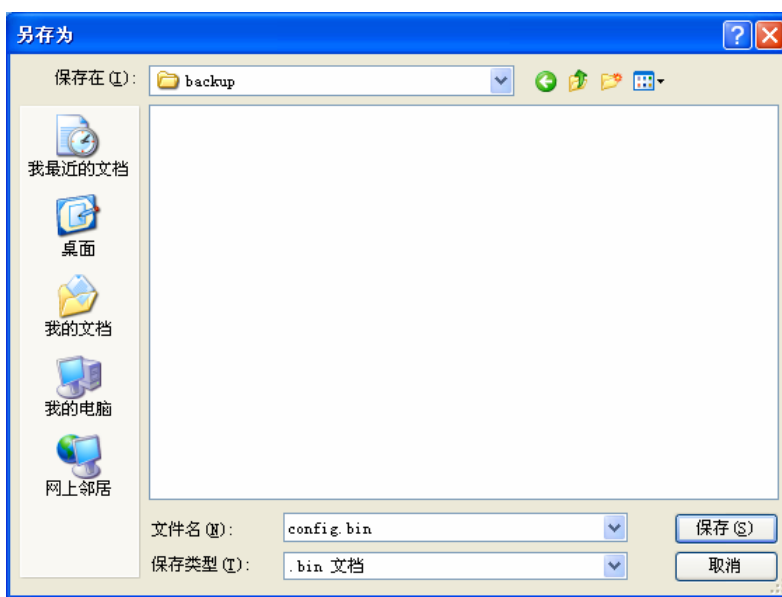 另存为
保存在(I):
backup
我最近的文档
桌面
我的文档
我的电脑
网上邻居
文件名(N):
config.bin
保存(S)
保存类型(T):
.bin 文档
取消